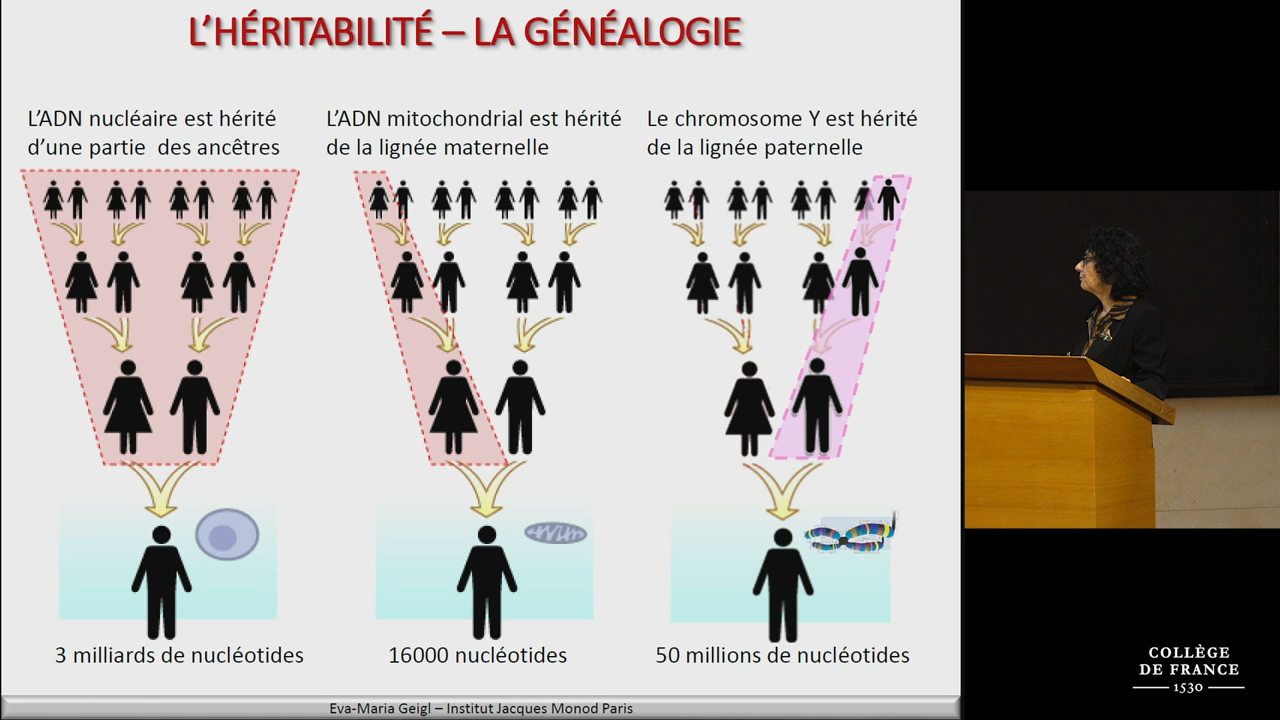 L'HÉRITABILITÉ – LA GÉNÉALOGIE
L'ADN nucléaire est hérité
d'une partie des ancêtres
L'ADN mitochondrial est hérité
de la lignée maternelle
Le chromosome Y est hérité
de la lignée paternelle
3 milliards de nucléotides
16000 nucléotides
50 millions de nucléotides
Eva-Maria Geigl – Institut Jacques Monod Paris
COLLÈGE
DE FRANCE
1530